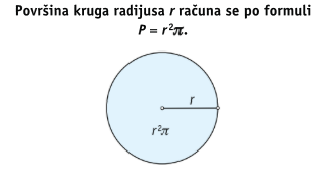 Površina kruga radijusa r računa se po formuli
P = r²π.
r
r²π